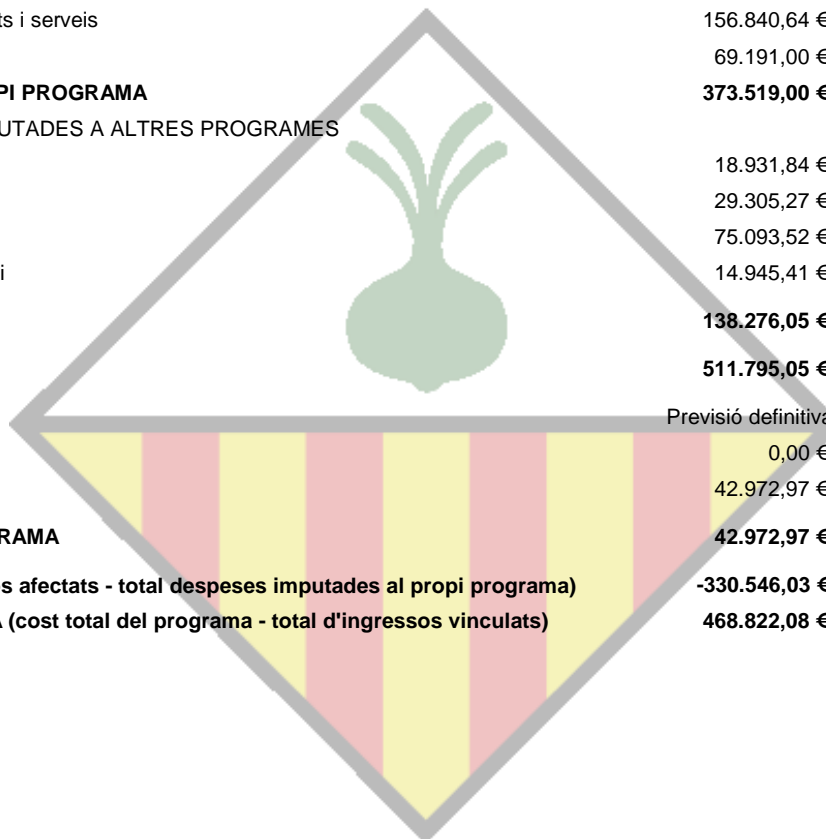 ts i serveis 156.840,64 €
69.191,00 €
PI PROGRAMA 373.519,00 €
UTADES A ALTRES PROGRAMES
18.931,84 €
29.305,27 €
75.093,52 €
i 14.945,41 €
138.276,05 €
511.795,05 €
Previsió definitiva
0,00 €
42.972,97 €
RAMA 42.972,97 €
s afectats - total despeses imputades al propi programa) -330.546,03 €
(cost total del programa - total d'ingressos vinculats) 468.822,08 €